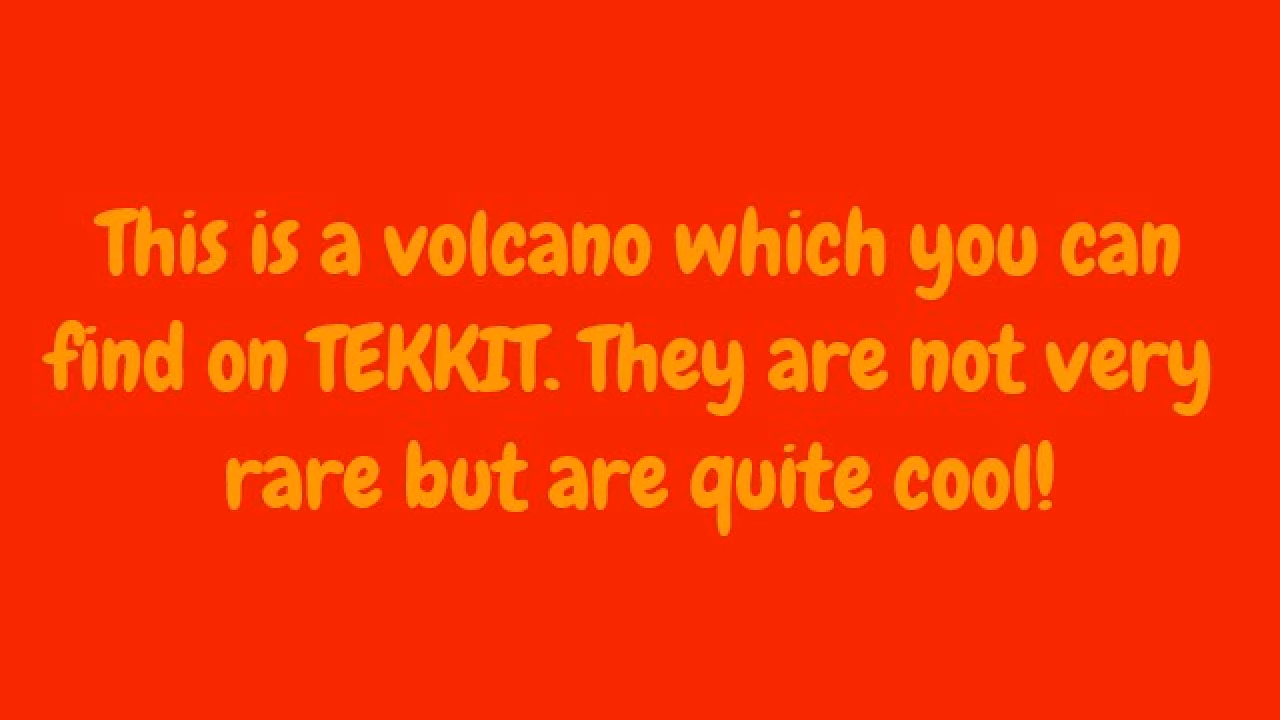 This is a volcano which you can
find on TEKKIT. They are not very
rare but are quite cool!